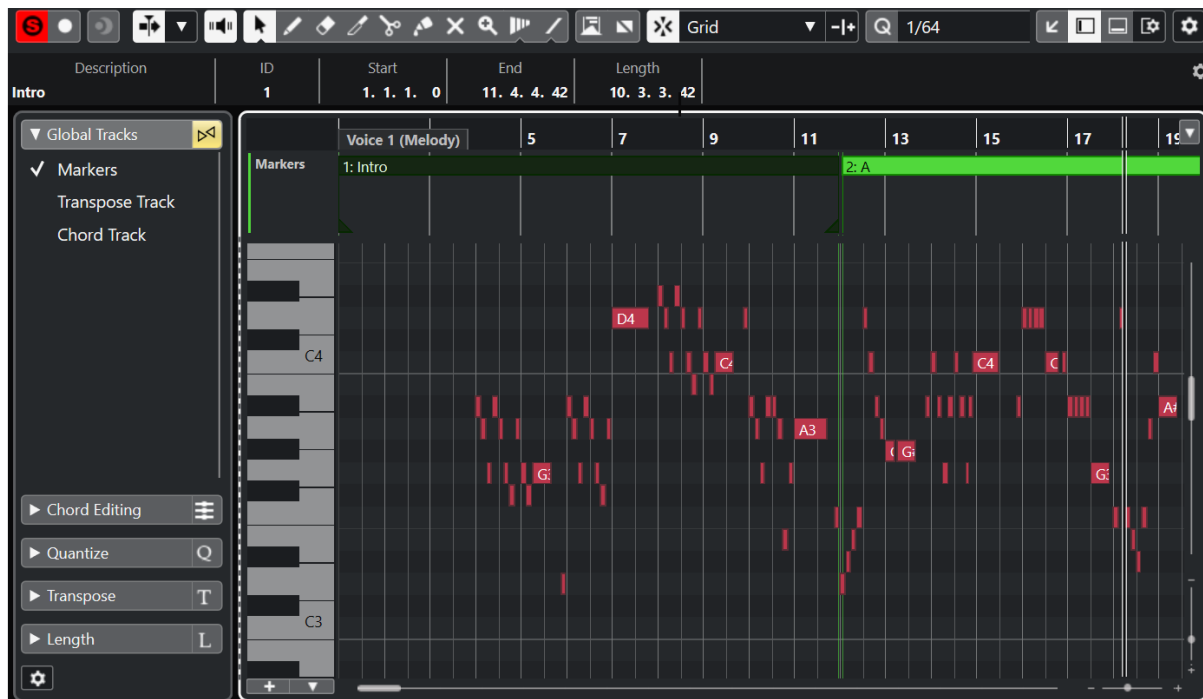 S Grid Q 1/64
Description ID Start End Length
Intro 1 1. 1. 1. 0 11. 4. 4. 42 10. 3. 3. 42
Global Tracks
Markers
Transpose Track
Chord Track
Chord Editing
Quantize Q
Transpose T
Length L
Voice 1 (Melody) 5 7 9 11 13 15 17 19
Markers 1: Intro 2: A
D4
C4 C4 C4
A3 A#
G#
G3 G3
C3